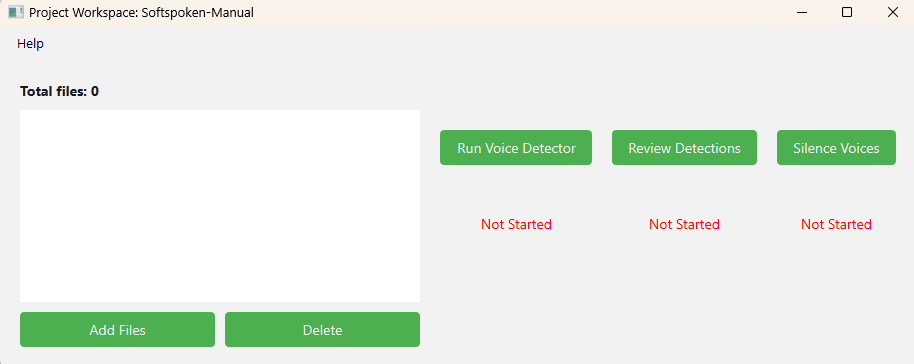 Project Workspace: Softspoken-Manual
Help
Total files: 0
Run Voice Detector
Review Detections
Silence Voices
Not Started
Not Started
Not Started
Add Files
Delete